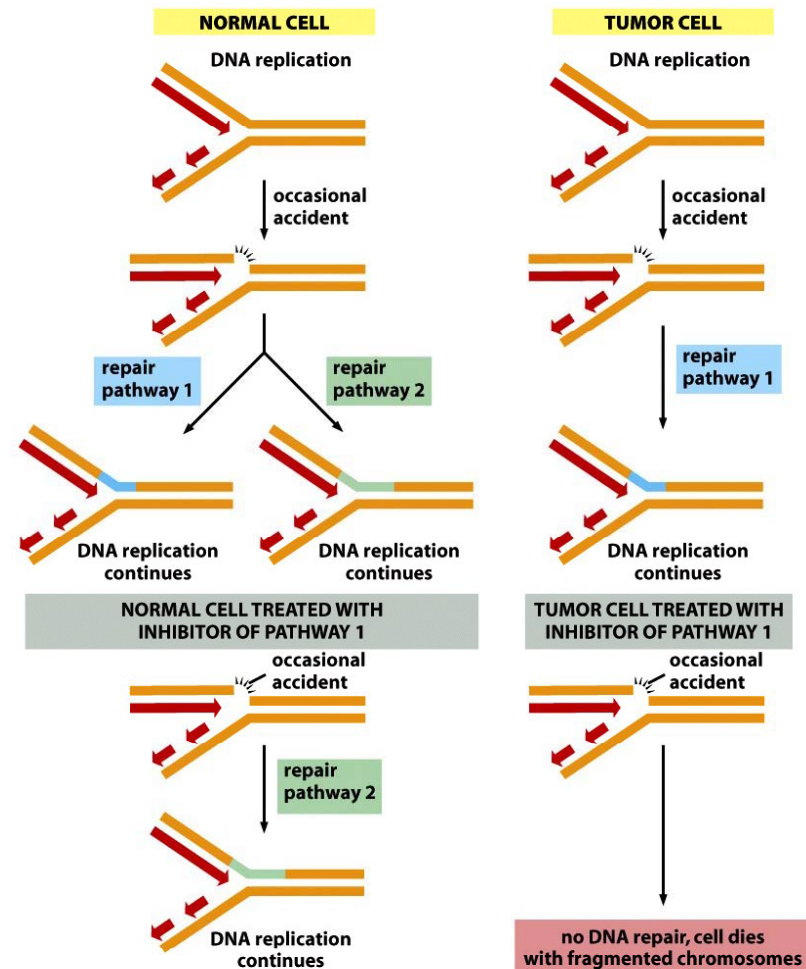 NORMAL CELL
DNA replication
occasional
accident
repair
pathway 1
repair
pathway 2
DNA replication
continues
DNA replication
continues
NORMAL CELL TREATED WITH
INHIBITOR OF PATHWAY 1
occasional
accident
repair
pathway 2
DNA replication
continues
TUMOR CELL
DNA replication
occasional
accident
repair
pathway 1
DNA replication
continues
TUMOR CELL TREATED WITH
INHIBITOR OF PATHWAY 1
occasional
accident
no DNA repair, cell dies
with fragmented chromosomes